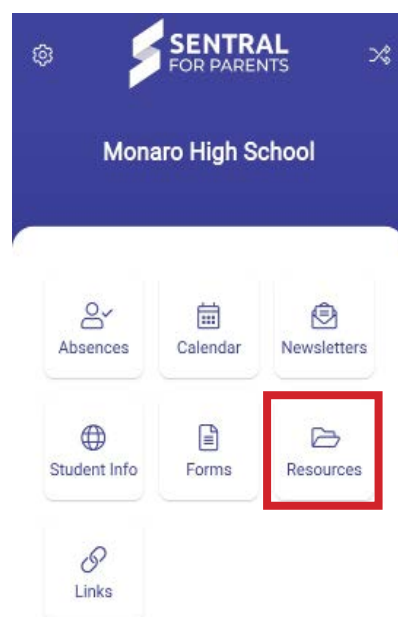 SENTRAL
FOR PARENTS
Monaro High School
Absences
Calendar
Newsletters
Student Info
Forms
Resources
Links